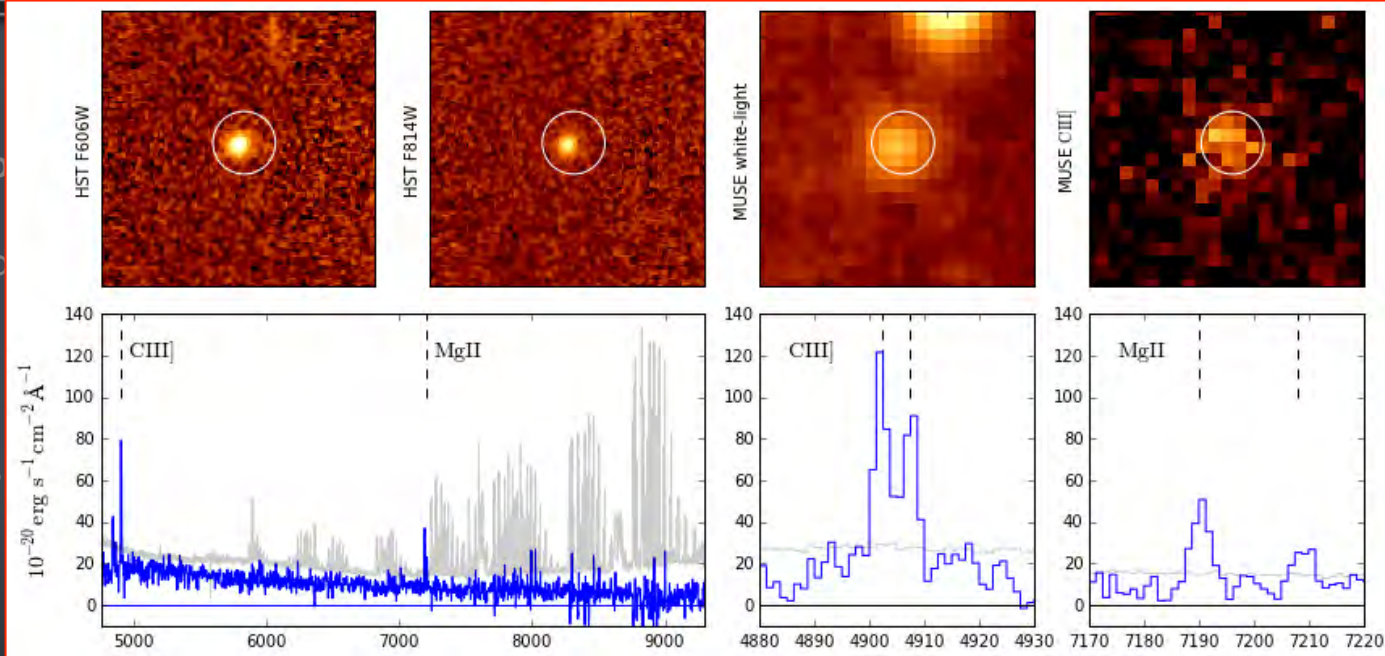 HST F606W
HST F814W
MUSE white-light
MUSE CIII]
10⁻²⁰ erg s⁻¹ cm⁻² Å⁻¹
140
120
100
80
60
40
20
0
CIII]
MgII
5000 6000 7000 8000 9000
140
120
100
80
60
40
20
0
CIII]
4880 4890 4900 4910 4920 4930
140
120
100
80
60
40
20
0
MgII
7170 7180 7190 7200 7210 7220